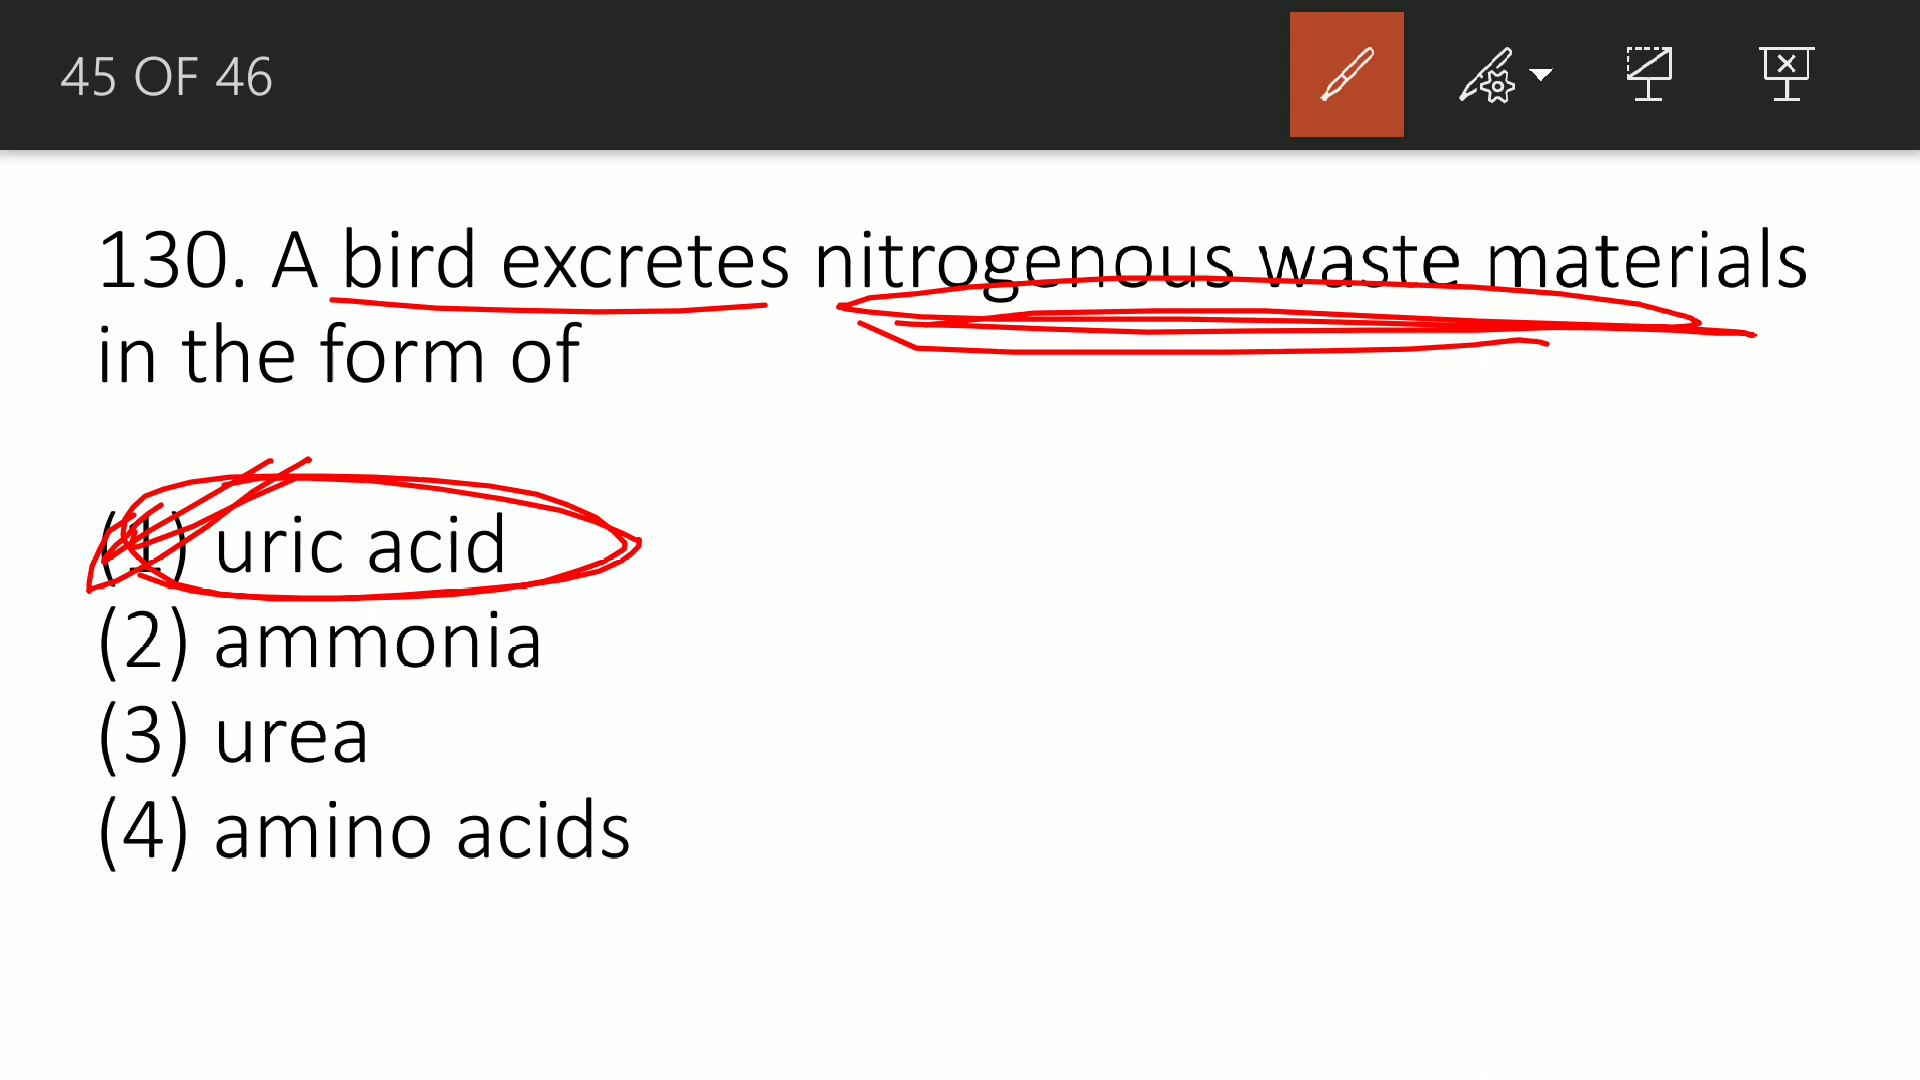 45 OF 46
130. A bird excretes nitrogenous waste materials
in the form of
(1) uric acid
(2) ammonia
(3) urea
(4) amino acids